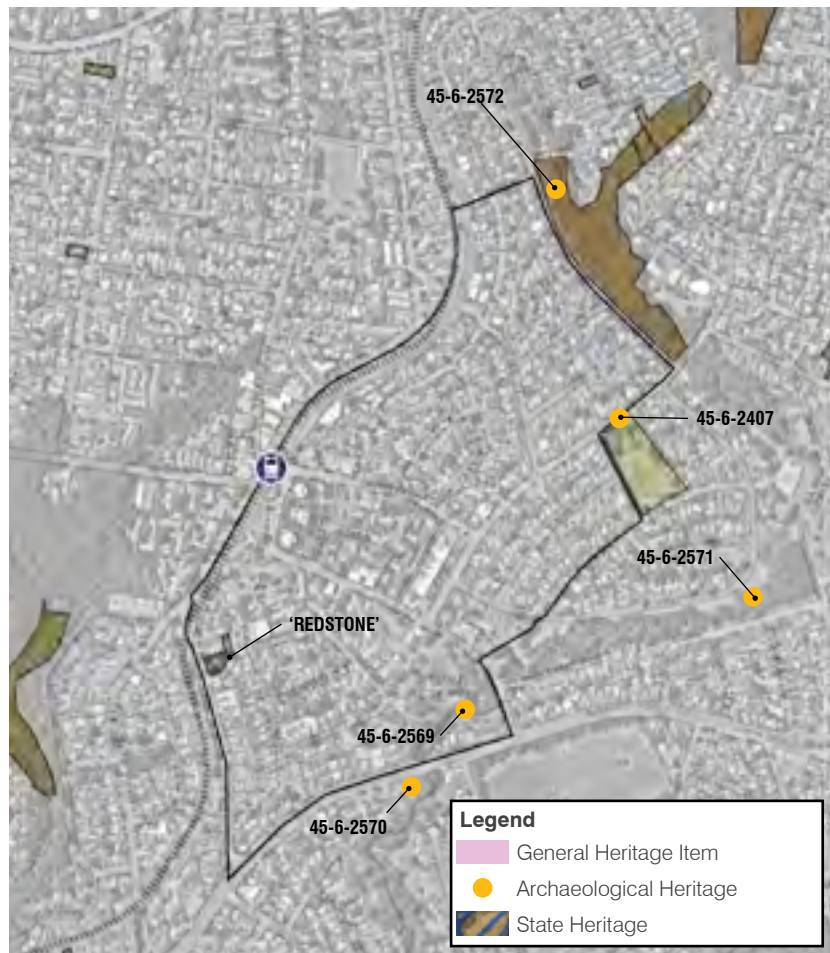 45-6-2572
45-6-2407
45-6-2571
‘REDSTONE’
45-6-2569
45-6-2570
Legend
General Heritage Item
Archaeological Heritage
State Heritage